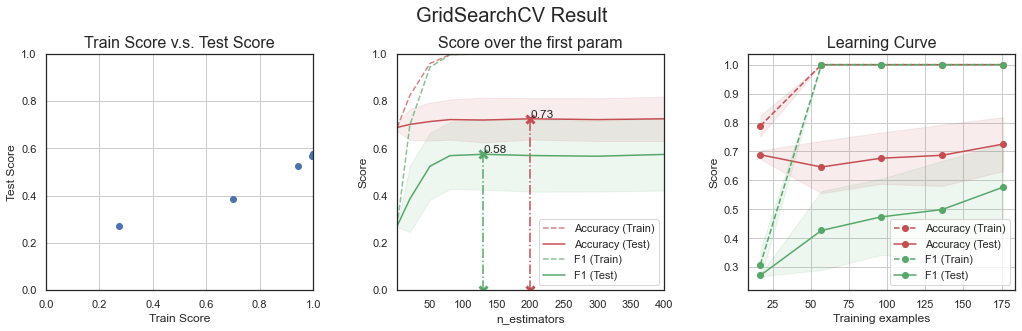 GridSearchCV Result
Train Score v.s. Test Score
Test Score
1.0
0.8
0.6
0.4
0.2
0.0
0.0 0.2 0.4 0.6 0.8 1.0
Train Score
Score over the first param
Score
1.0
0.8
0.6
0.4
0.2
0.0
0.73
0.58
Accuracy (Train)
Accuracy (Test)
F1 (Train)
F1 (Test)
50 100 150 200 250 300 350 400
n_estimators
Learning Curve
Score
1.0
0.9
0.8
0.7
0.6
0.5
0.4
0.3
Accuracy (Train)
Accuracy (Test)
F1 (Train)
F1 (Test)
25 50 75 100 125 150 175
Training examples